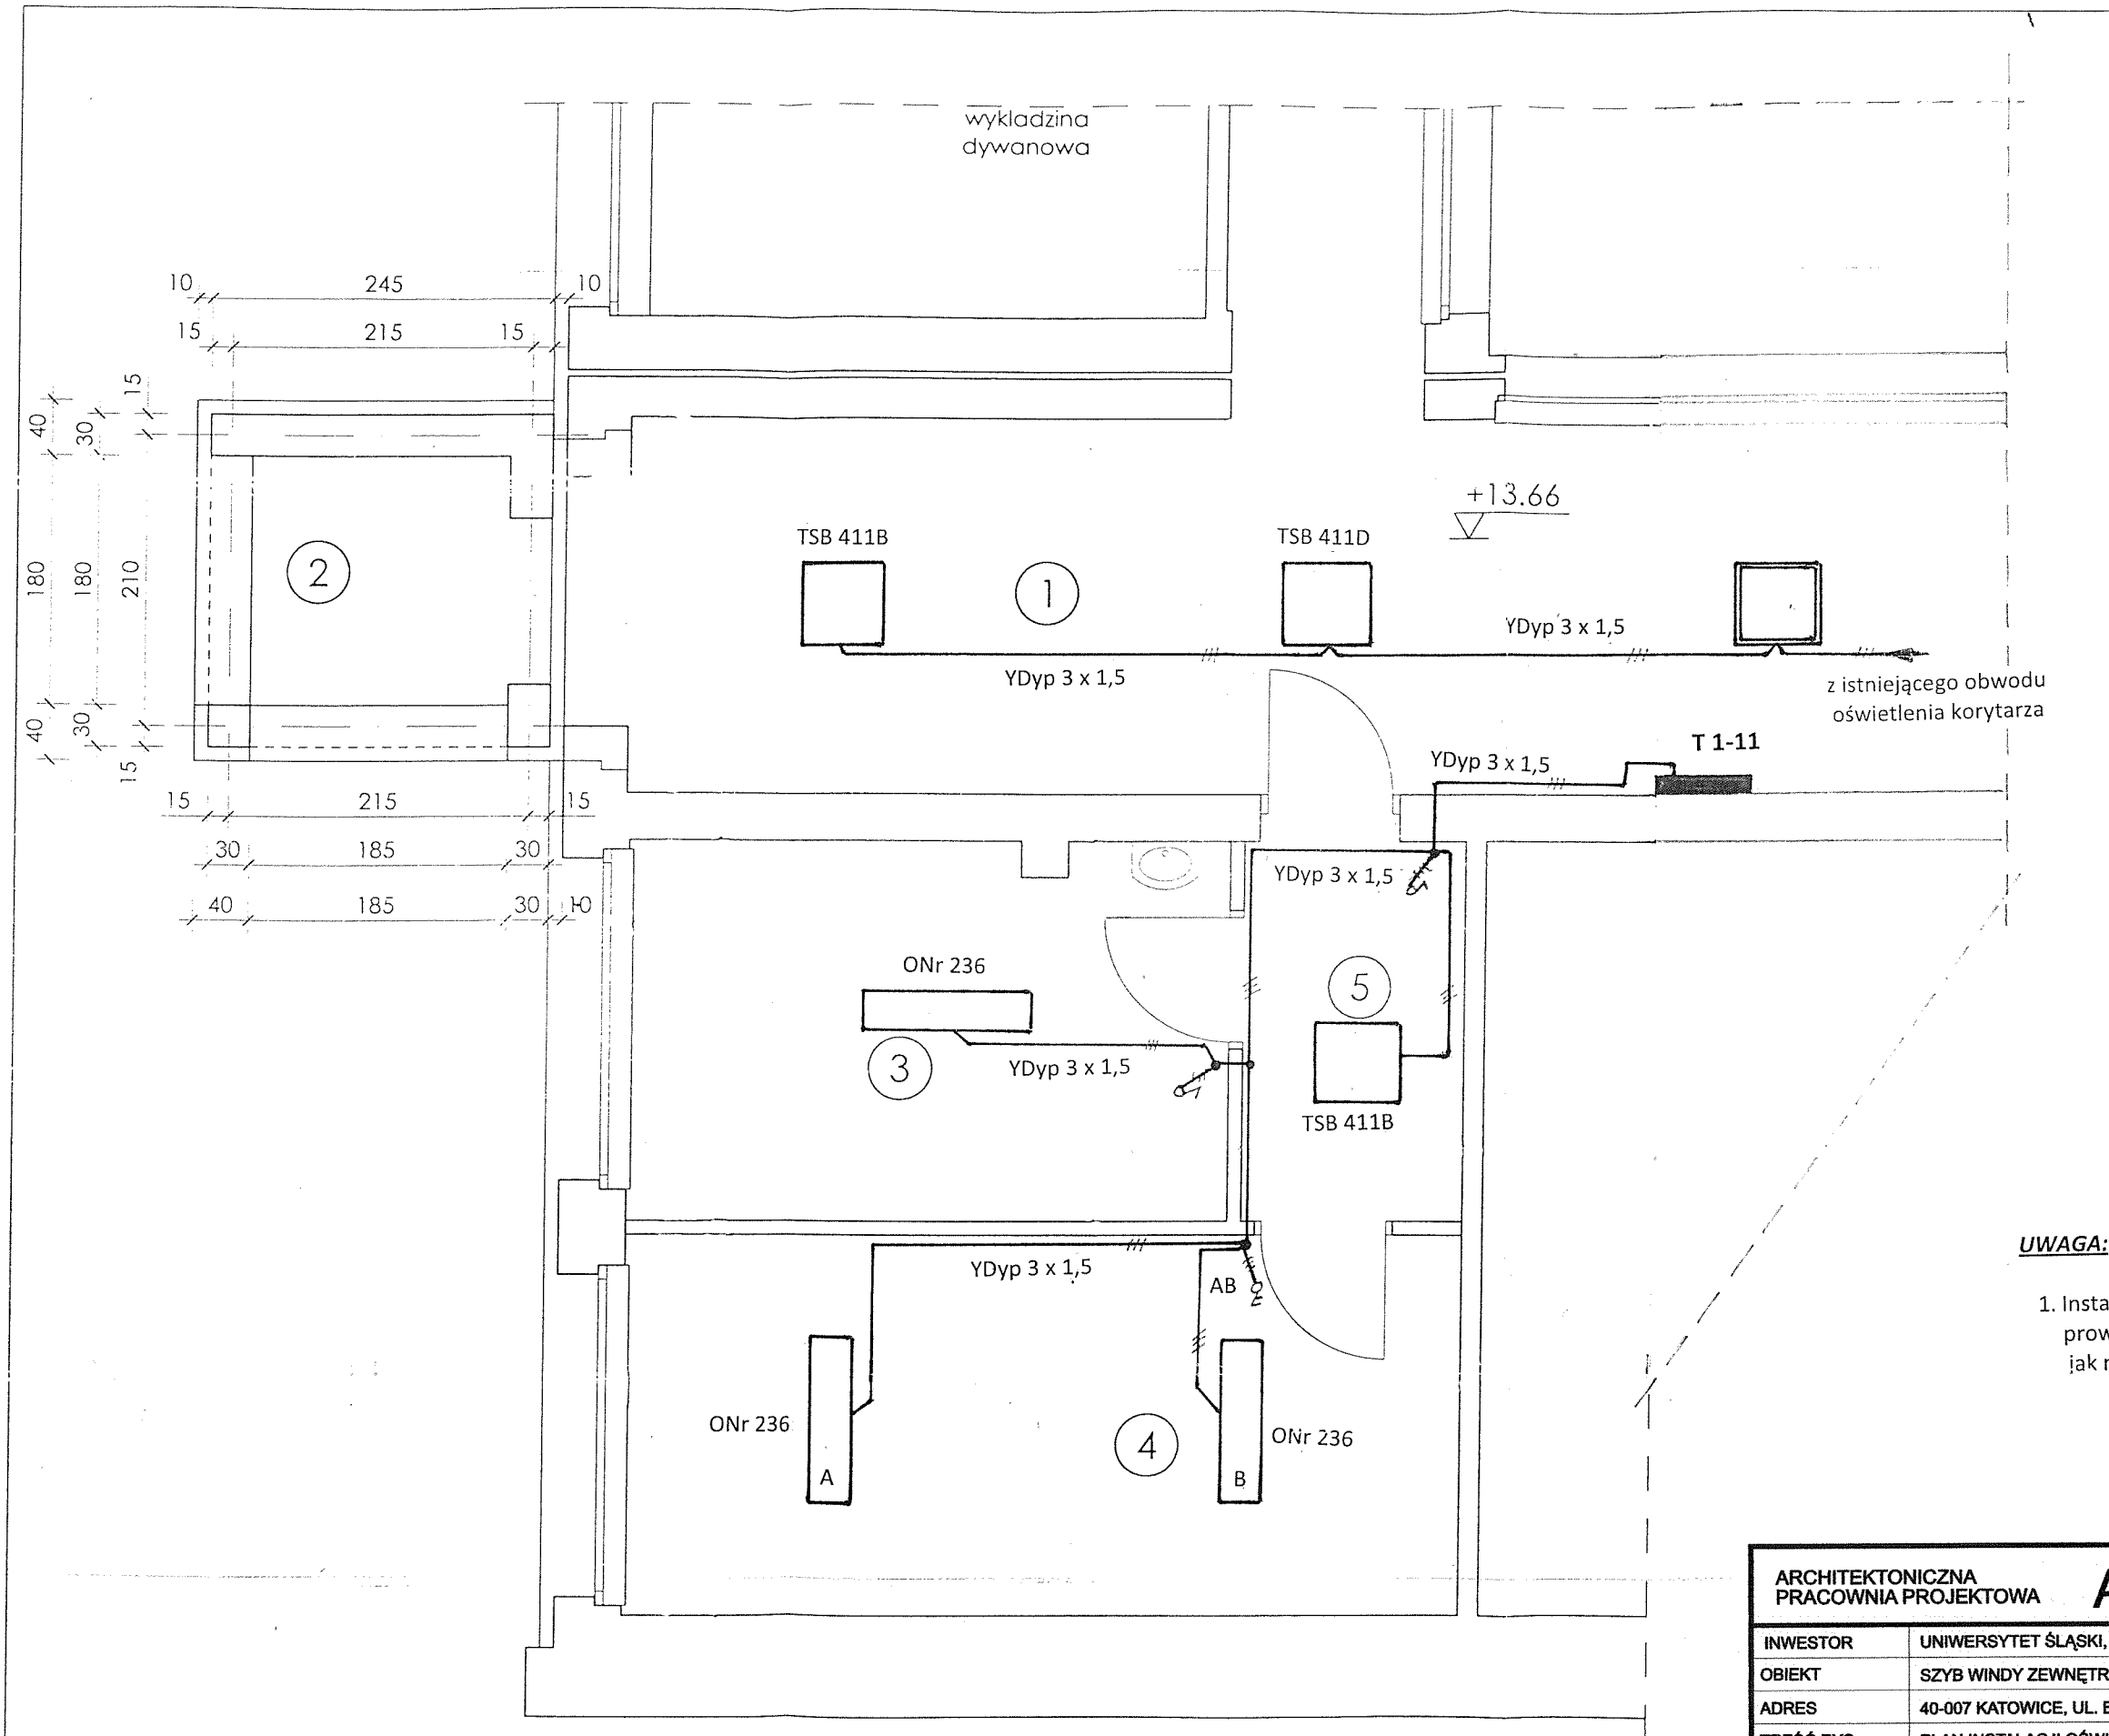 wykladzina
dywanowa
10
245
10
15
215
15
15
40
30
+13.66
TSB 411B
TSB 411D
2
1
180
180
210
YDyp 3 x 1,5
YDyp 3 x 1,5
z istniejącego obwodu
oświetlenia korytarza
40
30
15
T 1-11
YDyp 3 x 1,5
15
215
15
30
185
30
YDyp 3 x 1,5
40
185
30
10
ONr 236
5
3
YDyp 3 x 1,5
TSB 411B
UWAGA:
YDyp 3 x 1,5
AB
1. Insta
prow
jak
ONr 236
4
ONr 236
A
B
ARCHITEKTONICZNA
PRACOWNIA PROJEKTOWA
A
INWESTOR
UNIWERSYTET ŚLĄSKI,
OBIEKT
SZYB WINDY ZEWNĘTR
ADRES
40-007 KATOWICE, UL.